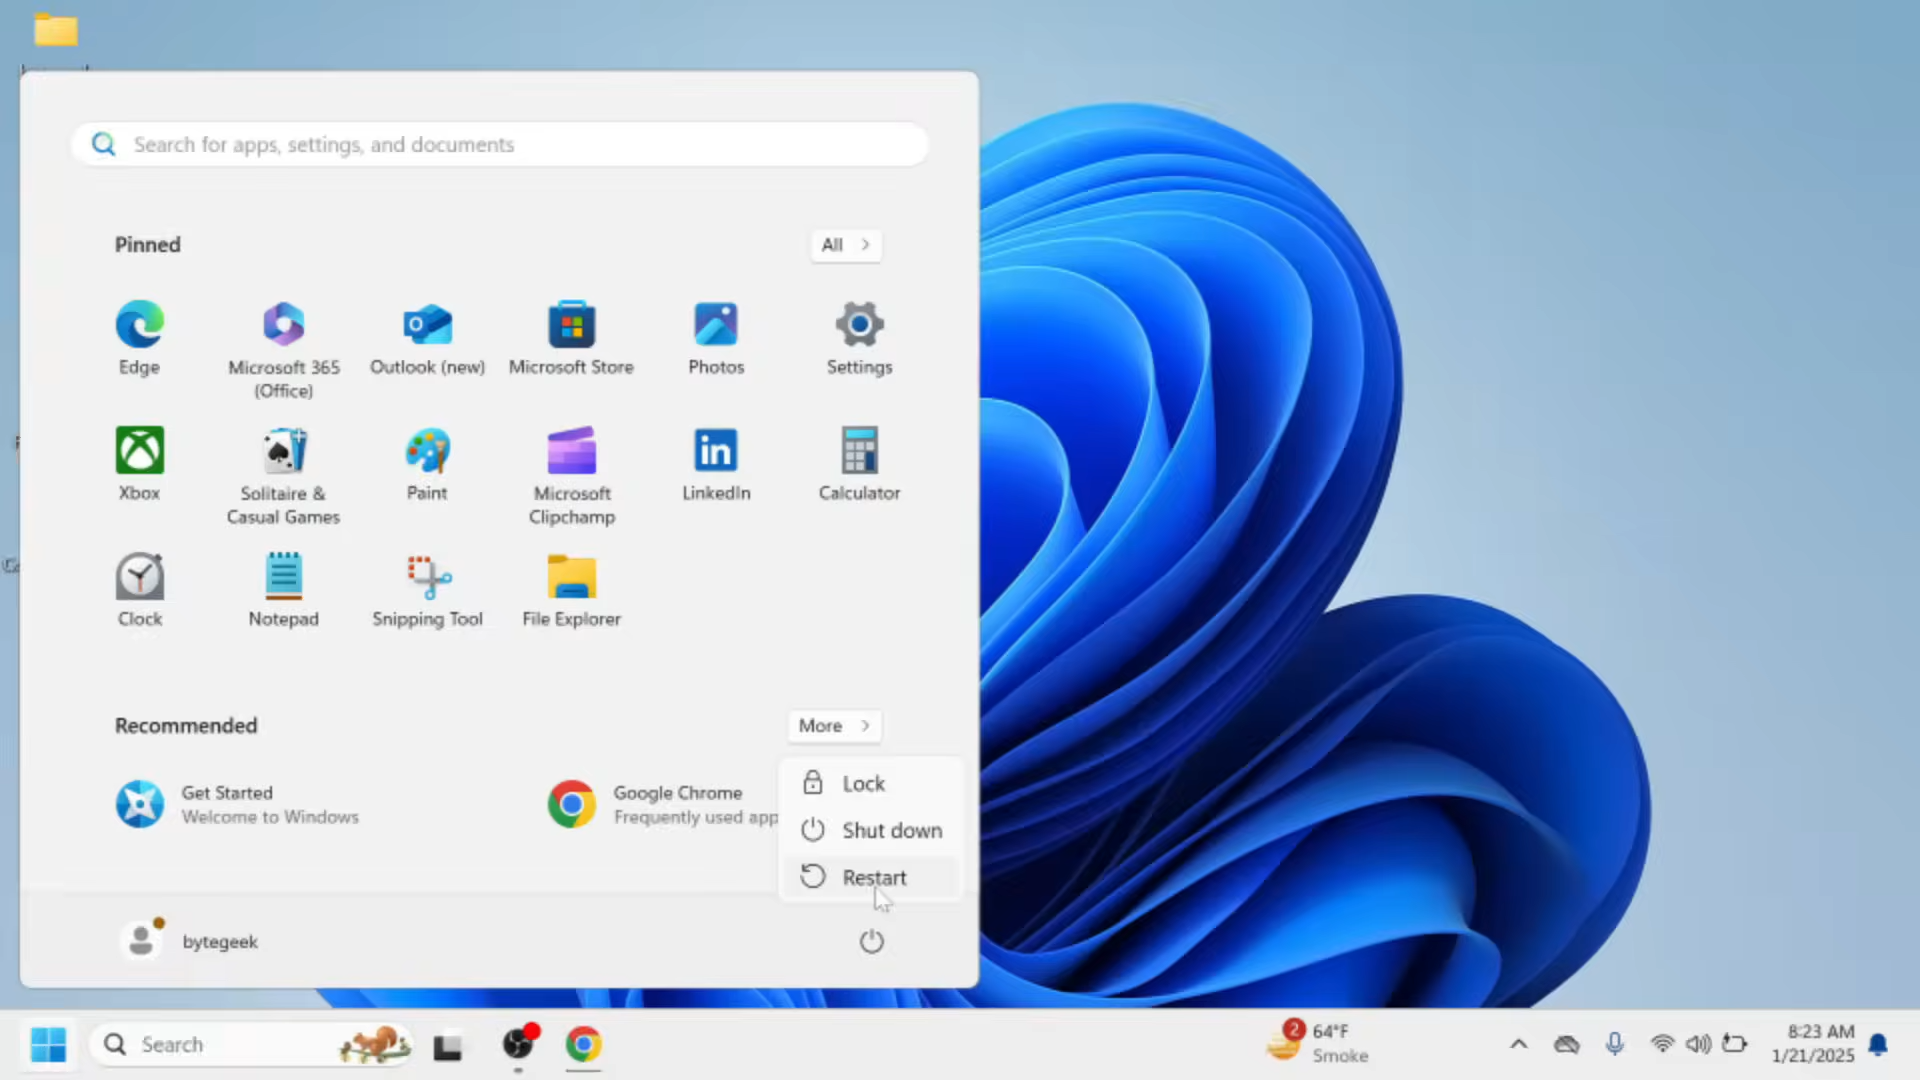 Search for apps, settings, and documents
Pinned
All
Edge
Microsoft 365
(Office)
Outlook (new)
Microsoft Store
Photos
Settings
Xbox
Solitaire &
Casual Games
Paint
Microsoft
Clipchamp
LinkedIn
Calculator
Clock
Notepad
Snipping Tool
File Explorer
Recommended
More
Get Started
Welcome to Windows
Google Chrome
Frequently used app
Lock
Shut down
Restart
bytegeek
Search
2
64°F
Smoke
8:23 AM
1/21/2025